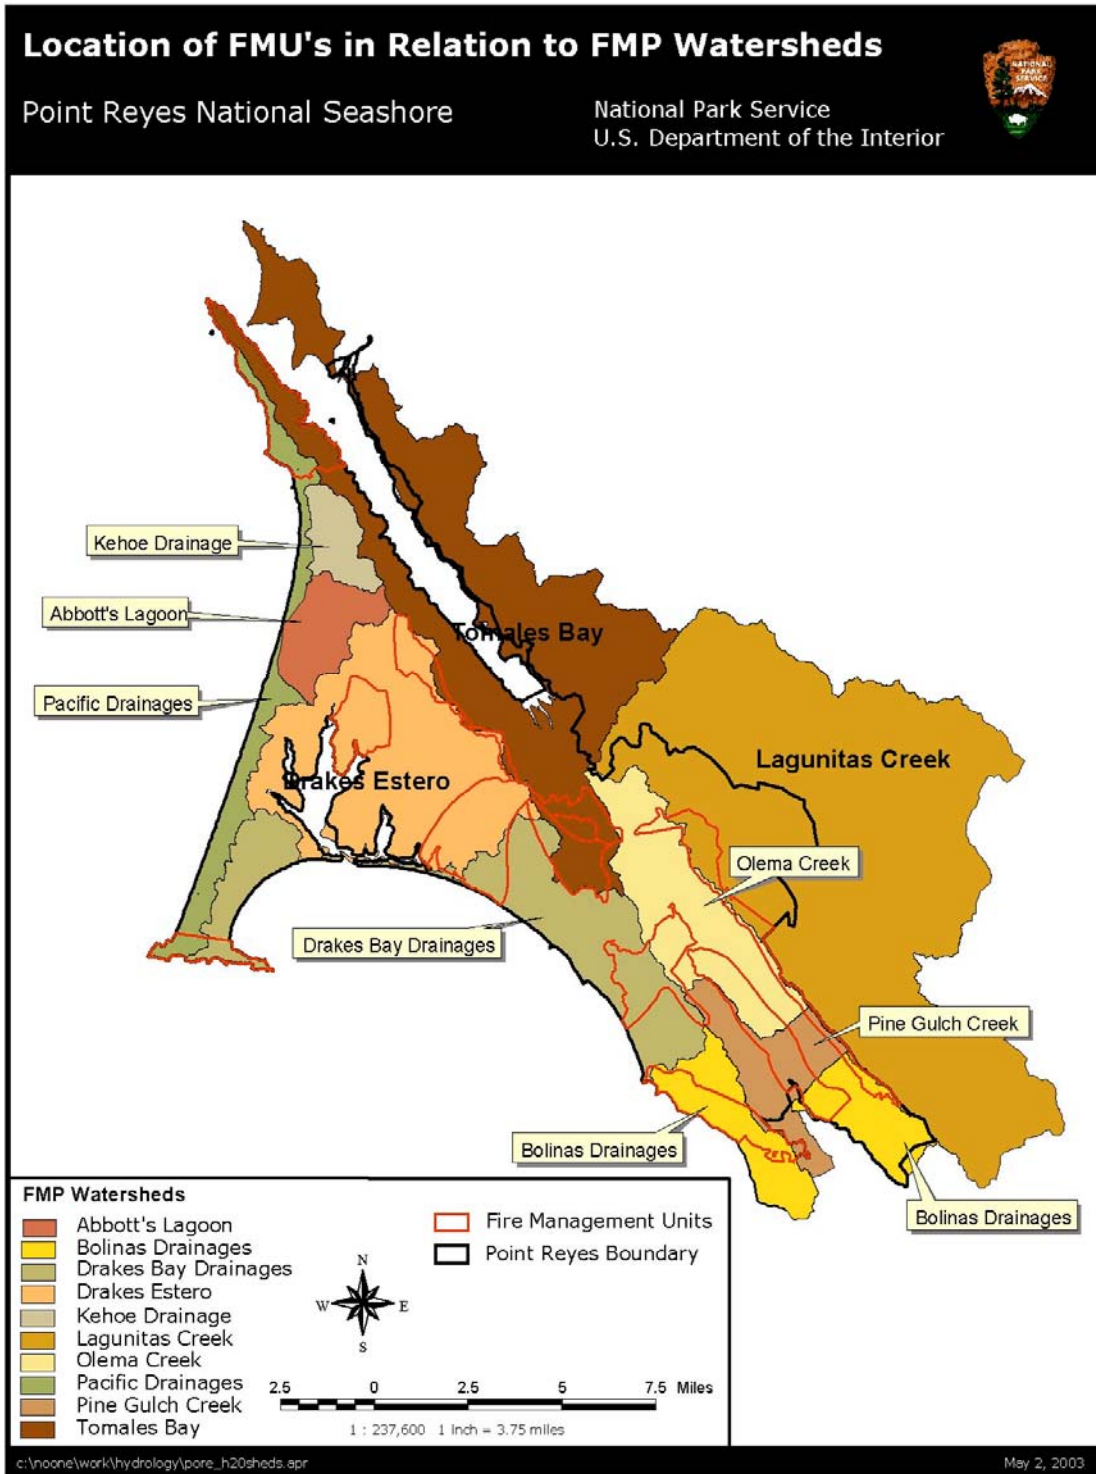 Location of FMU's in Relation to FMP Watersheds
Point Reyes National Seashore
National Park Service
U.S. Department of the Interior
NATIONAL
PARK
SERVICE
Kehoe Drainage
Abbott's Lagoon
Tomales Bay
Pacific Drainages
Lagunitas Creek
Drakes Estero
Olema Creek
Drakes Bay Drainages
Pine Gulch Creek
Bolinas Drainages
Bolinas Drainages
FMP Watersheds
Abbott's Lagoon
Bolinas Drainages
Drakes Bay Drainages
Drakes Estero
Kehoe Drainage
Lagunitas Creek
Olema Creek
Pacific Drainages
Pine Gulch Creek
Tomales Bay
Fire Management Units
Point Reyes Boundary
N
W E
S
2.5 0 2.5 5 7.5 Miles
1 : 237,600 1 inch = 3.75 miles
c:\noone\work\hydrology\pore_h20sheds.apr
May 2, 2003